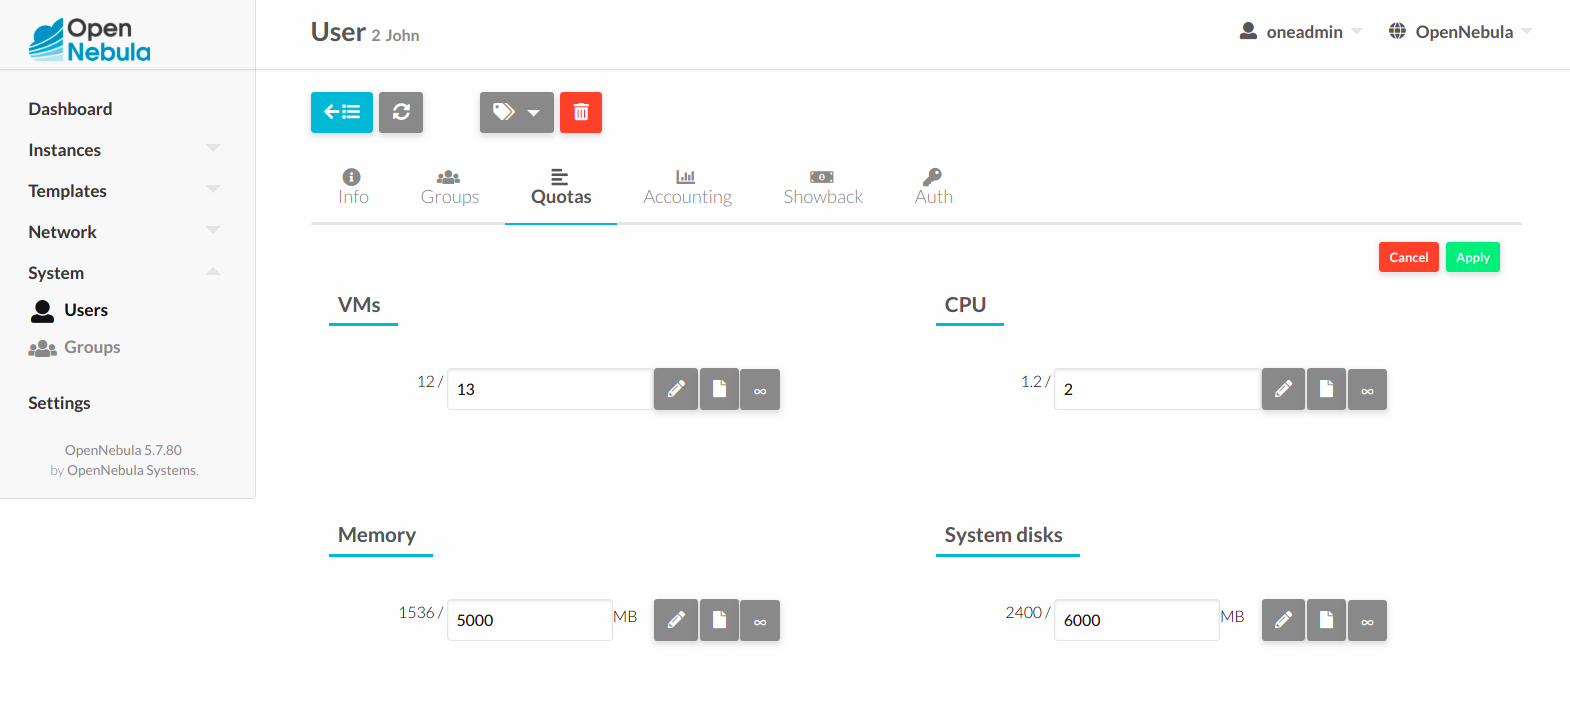 Open
Nebula
User 2 John
oneadmin
OpenNebula
Dashboard
Instances
Templates
Network
System
Users
Groups
Settings
OpenNebula 5.7.80
by OpenNebula Systems.
Info
Groups
Quotas
Accounting
Showback
Auth
Cancel
Apply
VMs
12 / 13
∞
CPU
1.2 / 2
∞
Memory
1536 / 5000 MB
∞
System disks
2400 / 6000 MB
∞